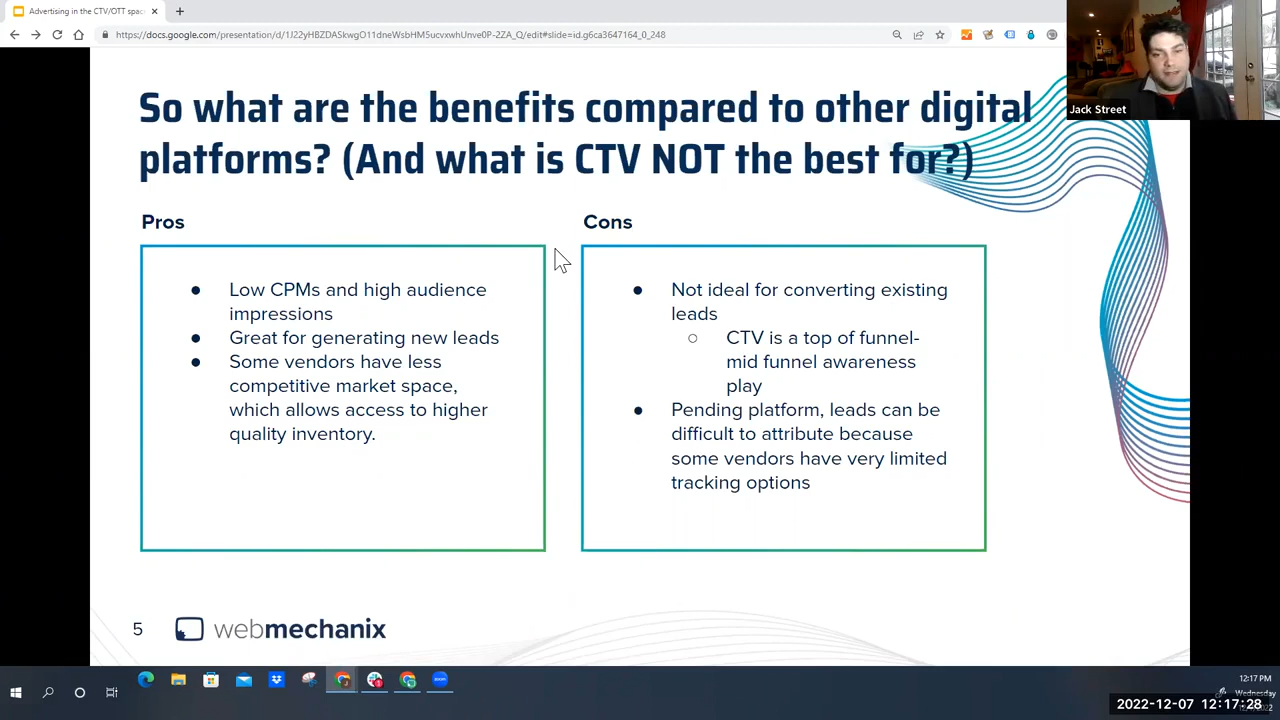 Advertising in the CTV/OTT spac
https://docs.google.com/presentation/d/1J22yHBZDASkwgO11dneWsbHM5ucvxwhUnve0P-2ZA_Q/edit#slide=id.g6ca3647164_0_248
Jack Street
So what are the benefits compared to other digital
platforms? (And what is CTV NOT the best for?)
Pros
● Low CPMs and high audience
impressions
● Great for generating new leads
● Some vendors have less
competitive market space,
which allows access to higher
quality inventory.
Cons
● Not ideal for converting existing
leads
○ CTV is a top of funnel-
mid funnel awareness
play
● Pending platform, leads can be
difficult to attribute because
some vendors have very limited
tracking options
5 webmechanix
12:17 PM
Wednesday
2022-12-07 12:17:28